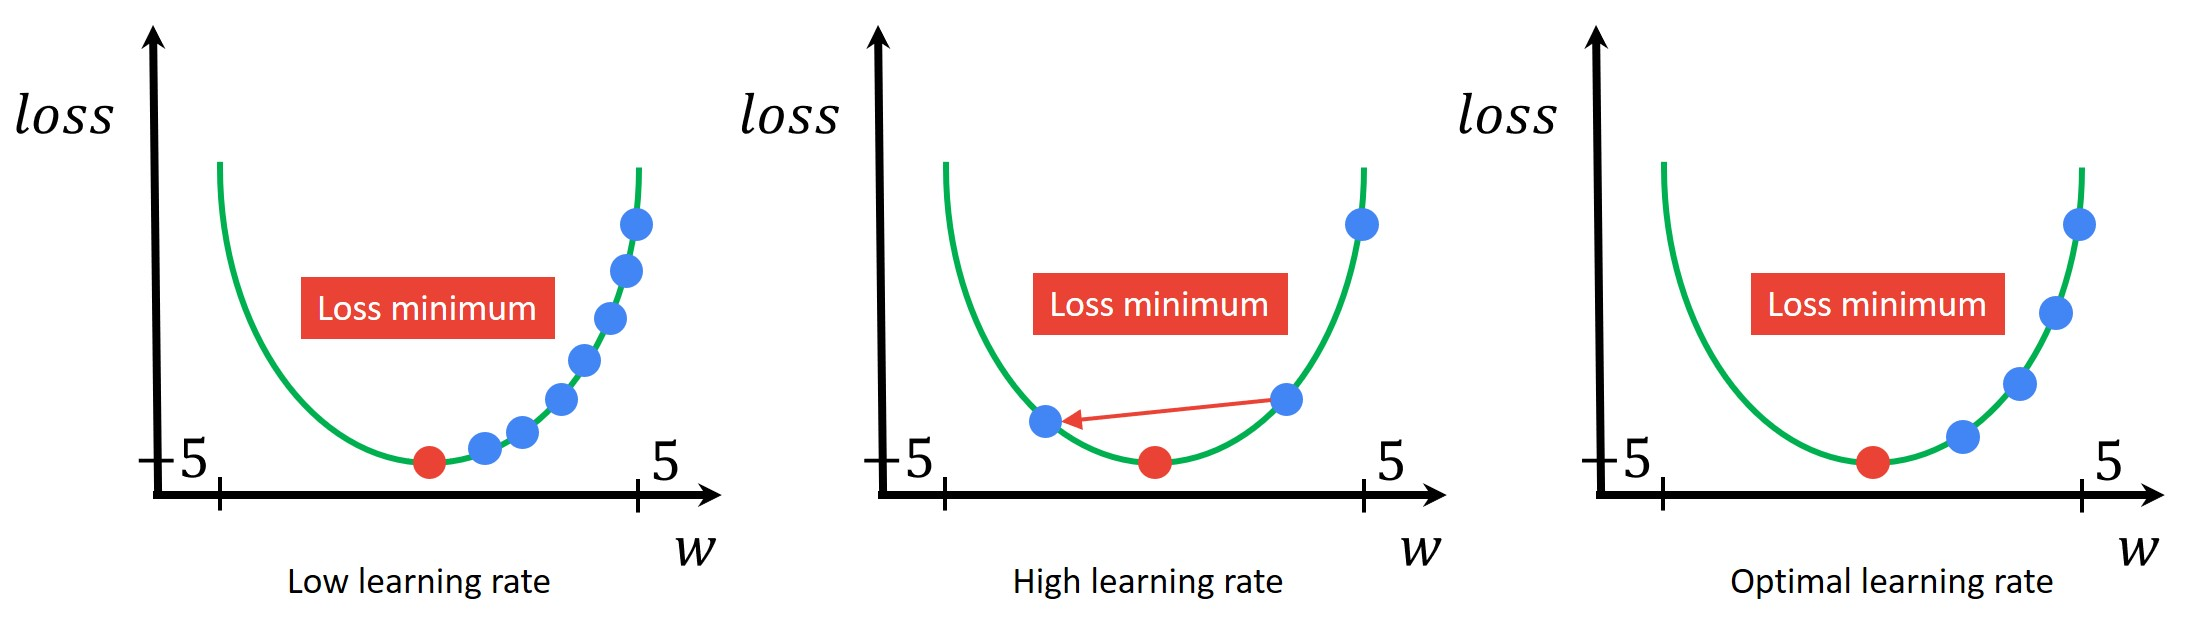 loss
Loss minimum
−5
5
w
Low learning rate
loss
Loss minimum
−5
5
w
High learning rate
loss
Loss minimum
−5
5
w
Optimal learning rate